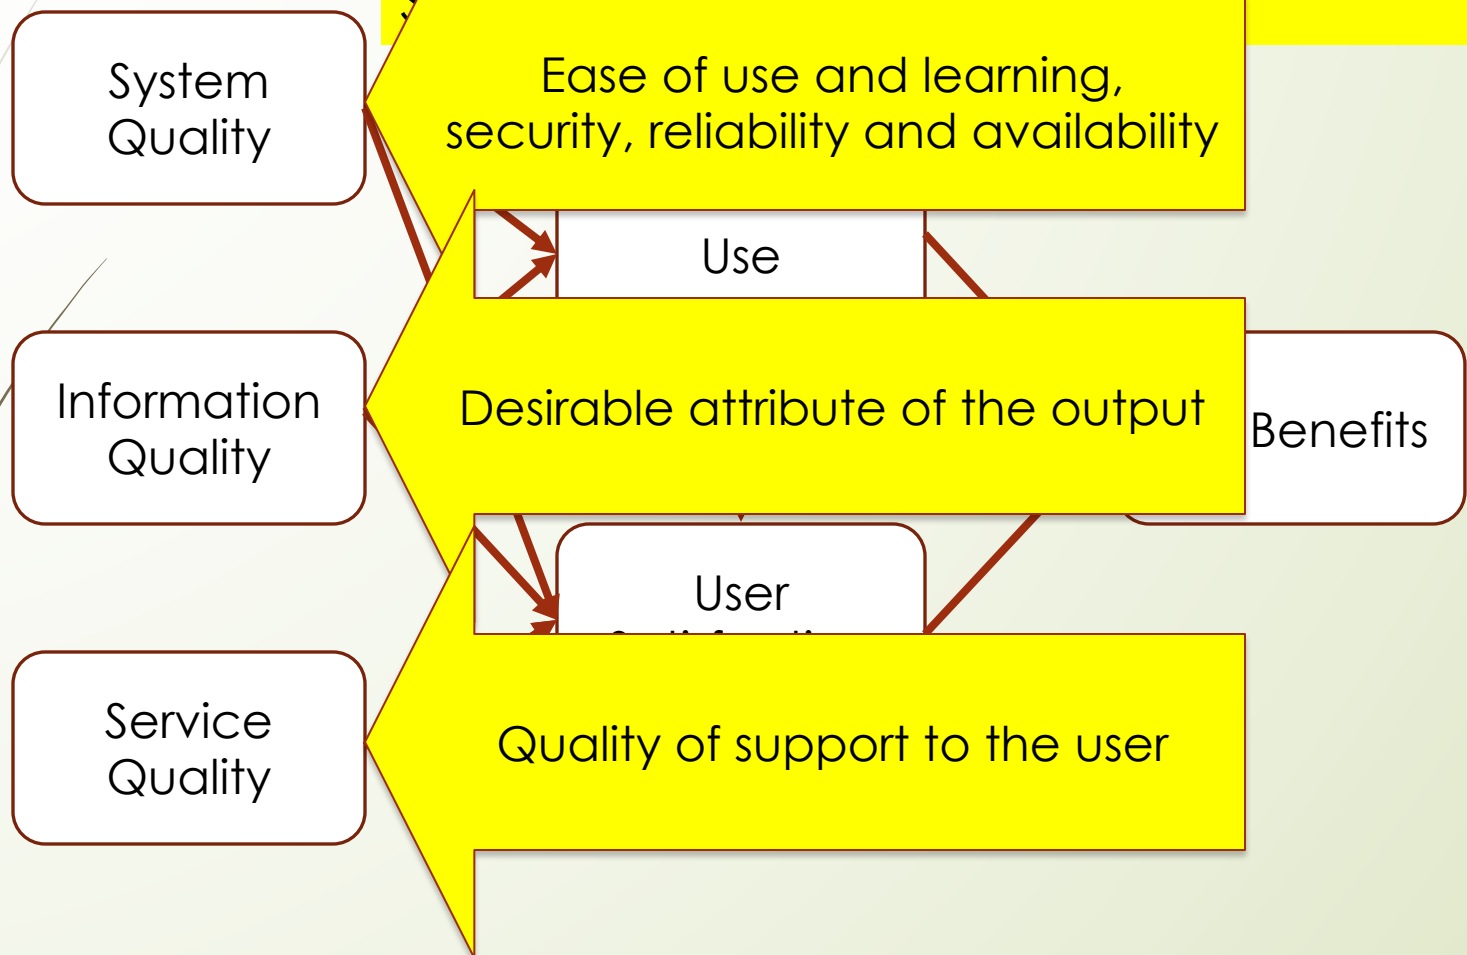 System
Quality
Ease of use and learning,
security, reliability and availability
Use
Information
Quality
Desirable attribute of the output
Benefits
User
Service
Quality
Quality of support to the user